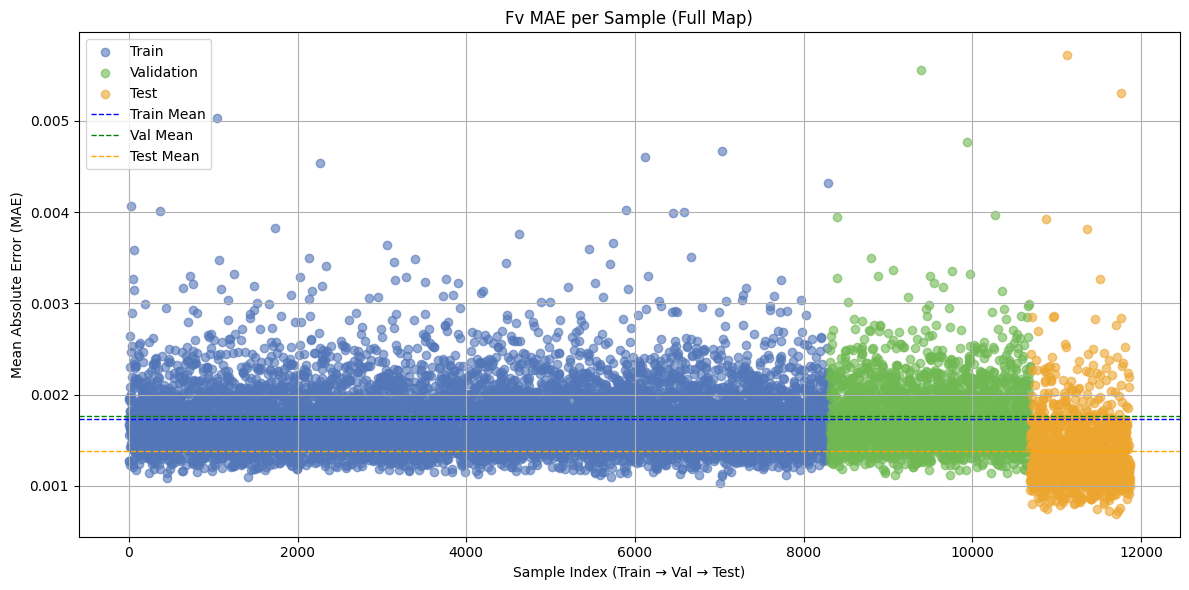 Fv MAE per Sample (Full Map)
Train
Validation
Test
Train Mean
Val Mean
Test Mean
Mean Absolute Error (MAE)
0.005
0.004
0.003
0.002
0.001
0 2000 4000 6000 8000 10000 12000
Sample Index (Train → Val → Test)